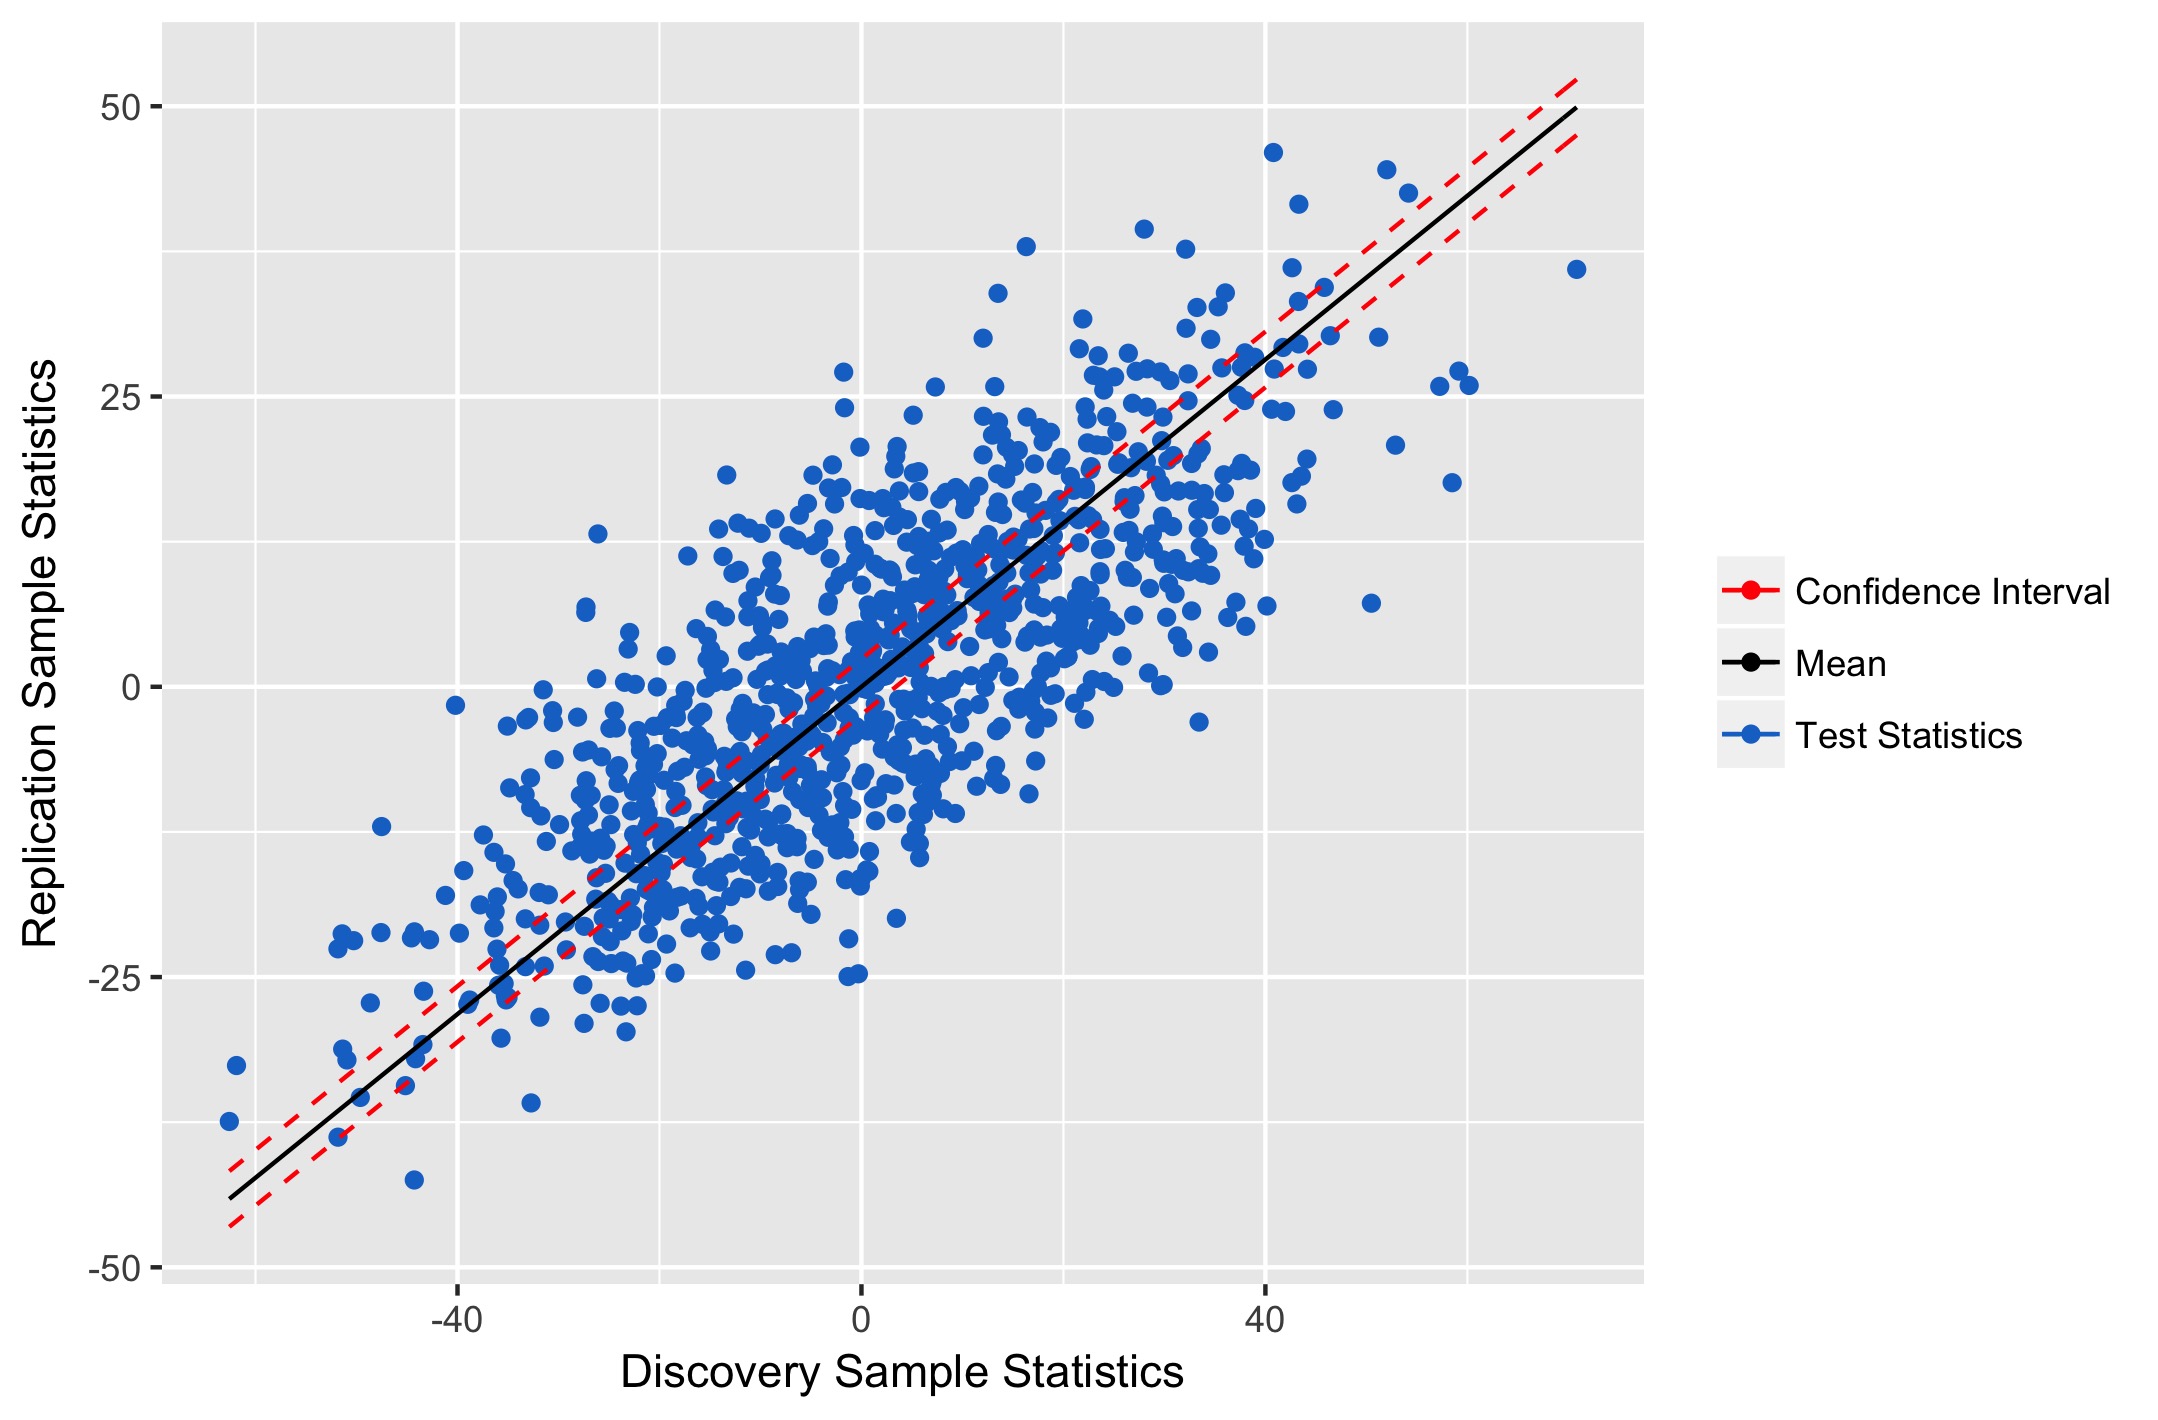 Replication Sample Statistics
50
25
0
-25
-50
-40
0
40
Discovery Sample Statistics
Confidence Interval
Mean
Test Statistics